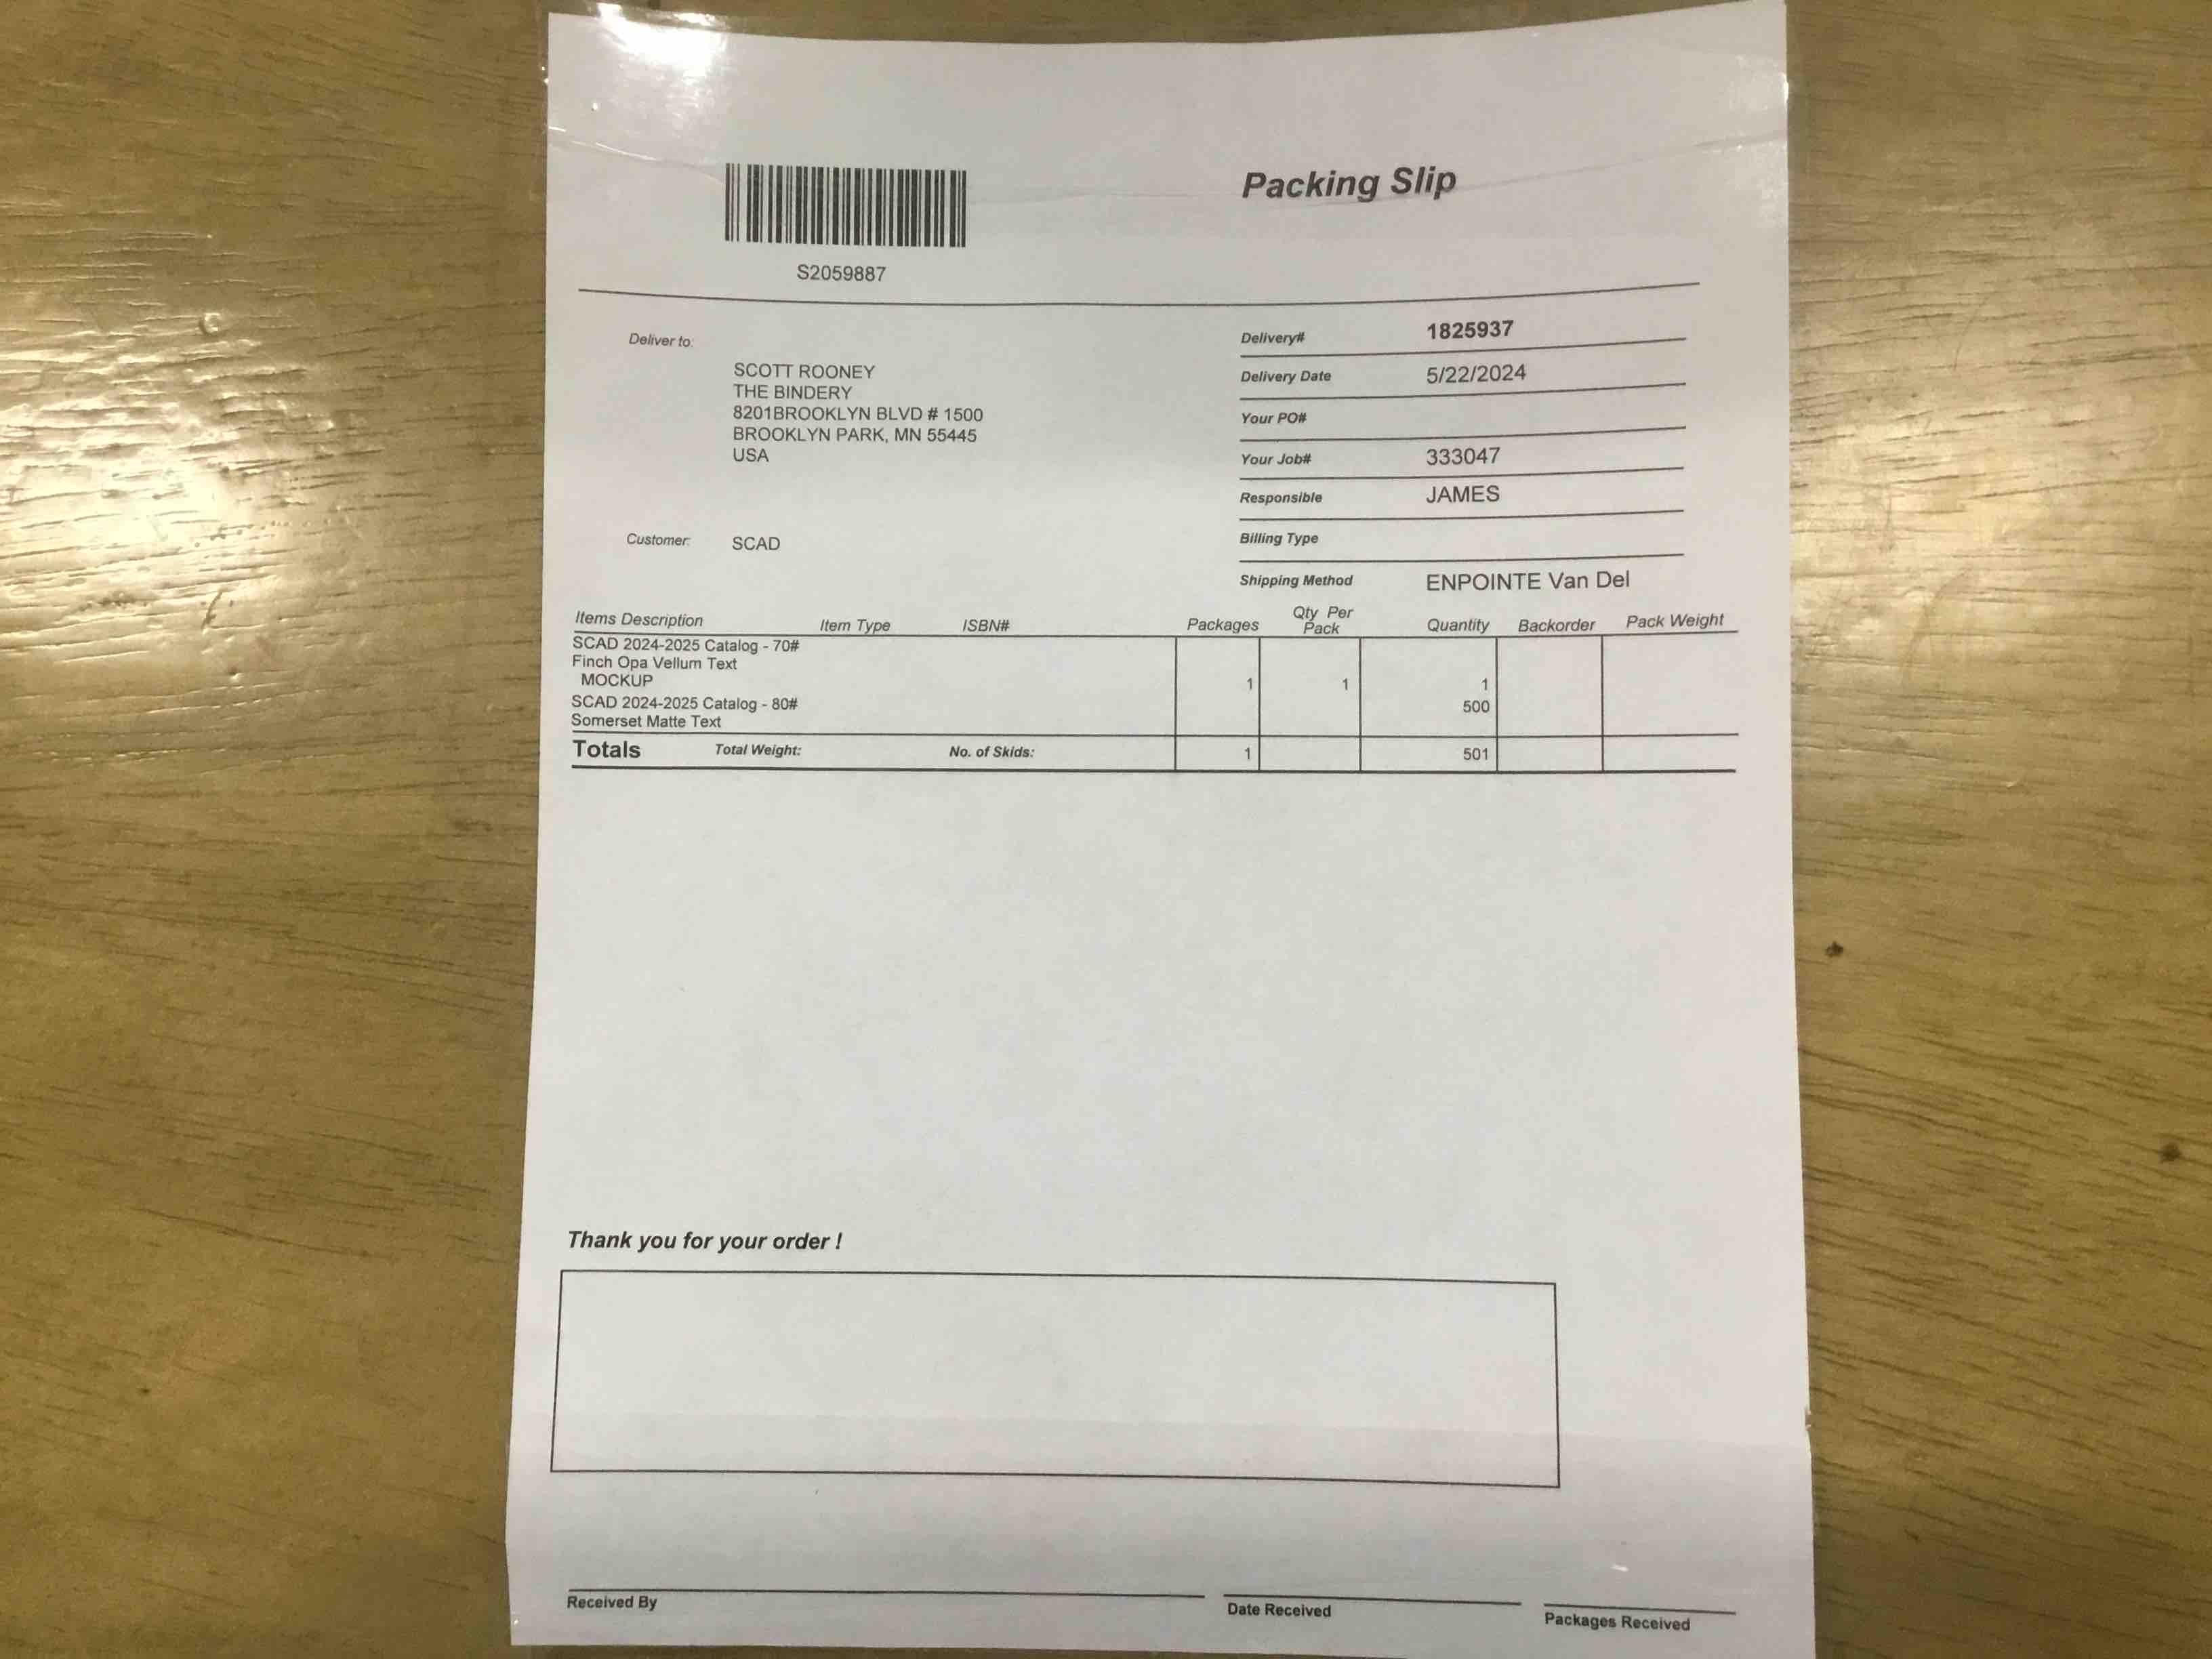 Packing Slip
S2059887
Deliver to:
SCOTT ROONEY
THE BINDERY
8201BROOKLYN BLVD # 1500
BROOKLYN PARK, MN 55445
USA
Customer: SCAD
Delivery# 1825937
Delivery Date 5/22/2024
Your PO#
Your Job# 333047
Responsible JAMES
Billing Type
Shipping Method ENPOINTE Van Del
Items Description Item Type ISBN# Packages Qty Per Pack Quantity Backorder Pack Weight
SCAD 2024-2025 Catalog - 70#
Finch Opa Vellum Text
MOCKUP 1 1 1
SCAD 2024-2025 Catalog - 80# 500
Somerset Matte Text
Totals Total Weight: No. of Skids: 1 501
Thank you for your order !
Received By Date Received Packages Received